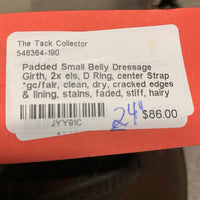 The Tack Collector
546364-190
Padded Small Belly Dressage
Girth, 2x els, D Ring, center Strap
*gc/fair, clean, dry, cracked edges
& lining, stains, faded, stiff, hairy
24" $86.00
JYY91C